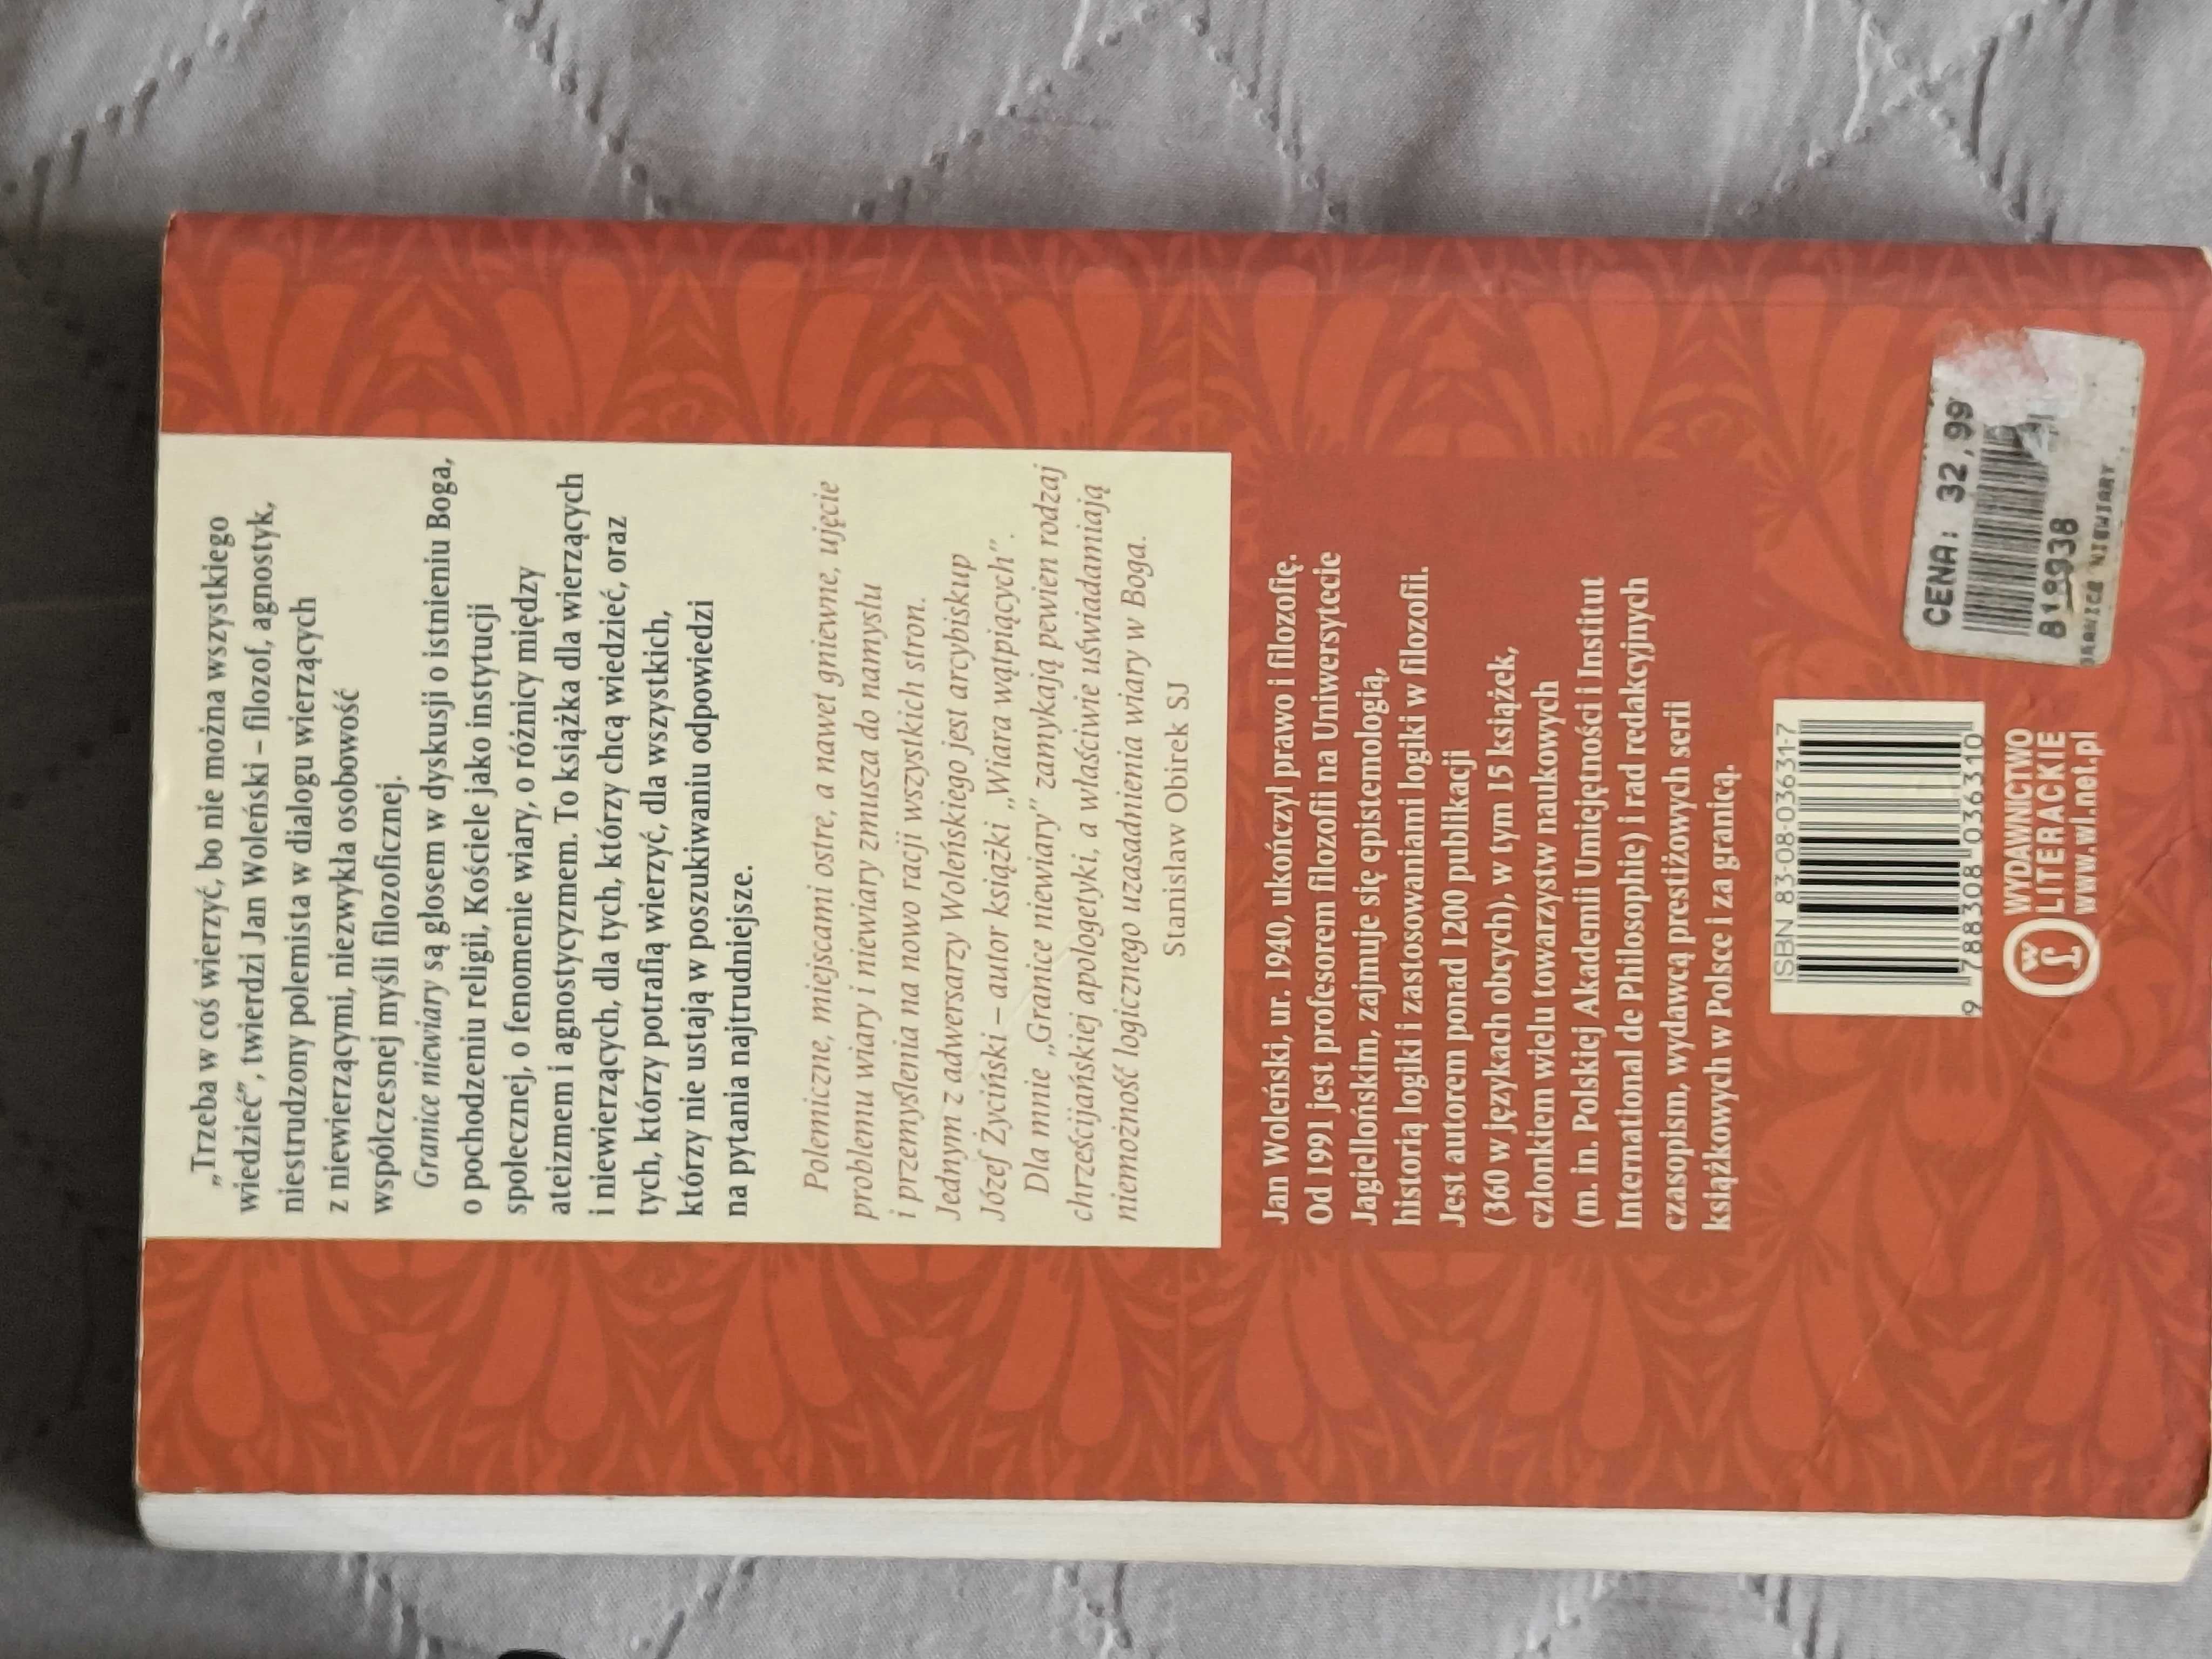 „Trzeba w coś wierzyć, bo nie można wszystkiego
wiedzieć”, twierdzi Jan Woleński – filozof, agnostyk,
niestrudzony polemista w dialogu wierzących
z niewierzącymi, niezwykła osobowość
współczesnej myśli filozoficznej.
Granice niewiary są głosem w dyskusji o istnieniu Boga,
o pochodzeniu religii, Kościele jako instytucji
społecznej, o fenomenie wiary, o różnicy między
ateizmem i agnostycyzmem. To książka dla wierzących
i niewierzących, dla tych, którzy chcą wiedzieć, oraz
tych, którzy potrafią wierzyć, dla wszystkich,
którzy nie ustają w poszukiwaniu odpowiedzi
na pytania najtrudniejsze.
Polemiczne, miejscami ostre, a nawet gniewne, ujęcie
problemu wiary i niewiary zmusza do namysłu
i przemyślenia na nowo racji wszystkich stron.
Jednym z adwersarzy Woleńskiego jest arcybiskup
Józef Życiński – autor książki „Wiara wątpiących”.
Dla mnie „Granice niewiary” zamykają pewien rodzaj
chrześcijańskiej apologetyki, a właściwie uświadamiają
niemożność logicznego uzasadnienia wiary w Boga.
Stanisław Obirek SJ
Jan Woleński, ur. 1940, ukończył prawo i filozofię.
Od 1991 jest profesorem filozofii na Uniwersytecie
Jagiellońskim, zajmuje się epistemologią,
historią logiki i zastosowaniami logiki w filozofii.
Jest autorem ponad 1200 publikacji
(360 w językach obcych), w tym 15 książek,
członkiem wielu towarzystw naukowych
(m. in. Polskiej Akademii Umiejętności i Institut
International de Philosophie) i rad redakcyjnych
czasopism, wydawcą prestiżowych serii
książkowych w Polsce i za granicą.
ISBN 83-08-03631-7
9 788308 036310
WYDAWNICTWO
LITERACKIE
www.wl.net.pl
CENA: 32,99
819938
NIEWIARY